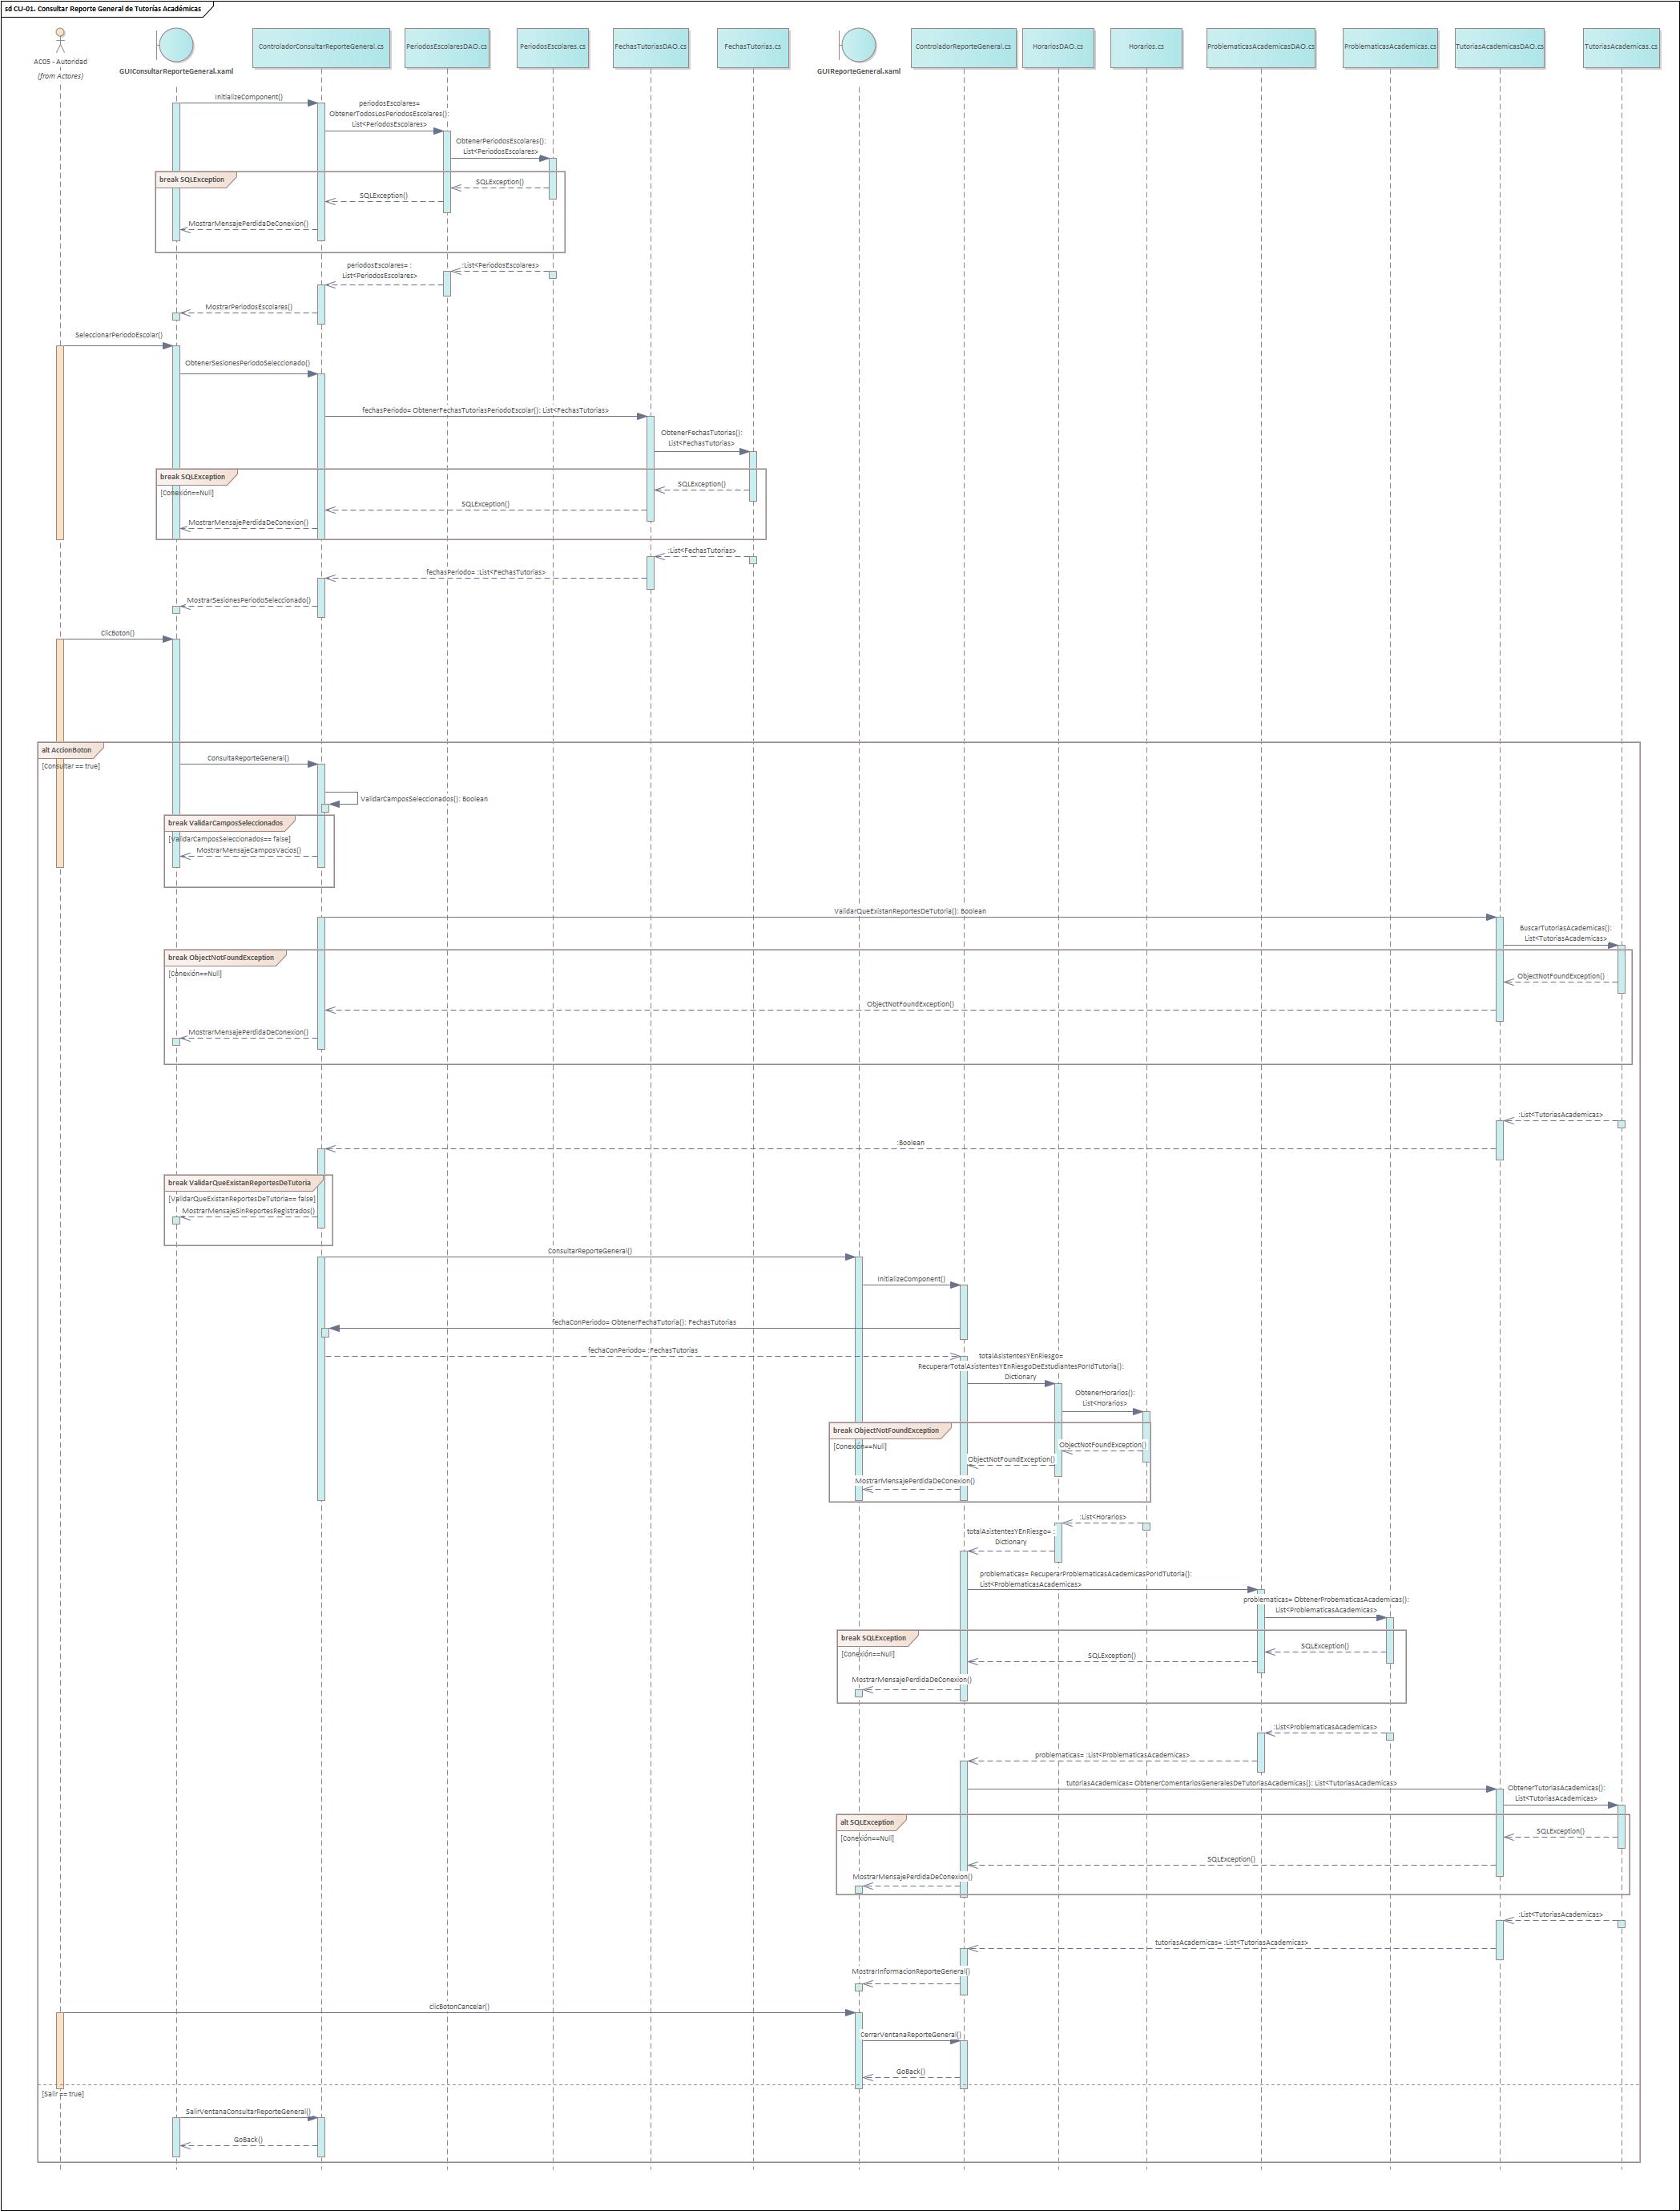 sd CU-01. Consultar Reporte General de Tutorías Académicas
AC05 - Autoridad
(from Actores)
GUIConsultarReporteGeneral.xaml
ControladorConsultarReporteGeneral.cs
PeriodosEscolaresDAO.cs
PeriodosEscolares.cs
FechasTutoriasDAO.cs
FechasTutorias.cs
GUIReporteGeneral.xaml
ControladorReporteGeneral.cs
HorariosDAO.cs
Horarios.cs
ProblematicasAcademicasDAO.cs
ProblematicasAcademicas.cs
TutoriasAcademicasDAO.cs
TutoriasAcademicas.cs
InitializeComponent()
periodosEscolares=
ObtenerTodosLosPeriodosEscolares():
List<PeriodosEscolares>
ObtenerPeriodosEscolares():
List<PeriodosEscolares>
break SQLException
SQLException()
SQLException()
MostrarMensajePerdidaDeConexion()
:List<PeriodosEscolares>
periodosEscolares= :
List<PeriodosEscolares>
MostrarPeriodosEscolares()
SeleccionarPeriodoEscolar()
ObtenerSesionesPeriodoSeleccionado()
fechasPeriodo= ObtenerFechasTutoriasPeriodoEscolar(): List<FechasTutorias>
ObtenerFechasTutorias():
List<FechasTutorias>
break SQLException
[Conexión==Null]
SQLException()
SQLException()
MostrarMensajePerdidaDeConexion()
:List<FechasTutorias>
fechasPeriodo= :List<FechasTutorias>
MostrarSesionesPeriodoSeleccionado()
ClicBoton()
alt AccionBoton
[Consultar == true]
ConsultaReporteGeneral()
ValidarCamposSeleccionados(): Boolean
break ValidarCamposSeleccionados
[ValidarCamposSeleccionados== false]
MostrarMensajeCamposVacios()
ValidarQueExistanReportesDeTutoria(): Boolean
BuscarTutoriasAcademicas():
List<TutoriasAcademicas>
break ObjectNotFoundException
[Conexión==Null]
ObjectNotFoundException()
ObjectNotFoundException()
MostrarMensajePerdidaDeConexion()
:List<TutoriasAcademicas>
:Boolean
break ValidarQueExistanReportesDeTutoria
[ValidarQueExistanReportesDeTutoria== false]
MostrarMensajeSinReportesRegistrados()
ConsultarReporteGeneral()
InitializeComponent()
fechaConPeriodo= ObtenerFechaTutoria(): FechasTutorias
fechaConPeriodo= :FechasTutorias
totalAsistentesYEnRiesgo=
RecuperarTotalAsistentesYEnRiesgoDeEstudiantesPorIdTutoria():
Dictionary
ObtenerHorarios():
List<Horarios>
break ObjectNotFoundException
[Conexión==Null]
ObjectNotFoundException()
ObjectNotFoundException()
MostrarMensajePerdidaDeConexion()
:List<Horarios>
totalAsistentesYEnRiesgo= :
Dictionary
problematicas= RecuperarProblematicasAcademicasPorIdTutoria():
List<ProblematicasAcademicas>
problematicas= ObtenerProbematicasAcademicas():
List<ProblematicasAcademicas>
break SQLException
[Conexión==Null]
SQLException()
SQLException()
MostrarMensajePerdidaDeConexion()
:List<ProblematicasAcademicas>
problematicas= :List<ProblematicasAcademicas>
tutoriasAcademicas= ObtenerComentariosGeneralesDeTutoriasAcademicas(): List<TutoriasAcademicas>
ObtenerTutoriasAcademicas():
List<TutoriasAcademicas>
alt SQLException
[Conexión==Null]
SQLException()
SQLException()
MostrarMensajePerdidaDeConexion()
:List<TutoriasAcademicas>
tutoriasAcademicas= :List<TutoriasAcademicas>
MostrarInformacionReporteGeneral()
clicBotonCancelar()
CerrarVentanaReporteGeneral()
GoBack()
[Salir == true]
SalirVentanaConsultarReporteGeneral()
GoBack()